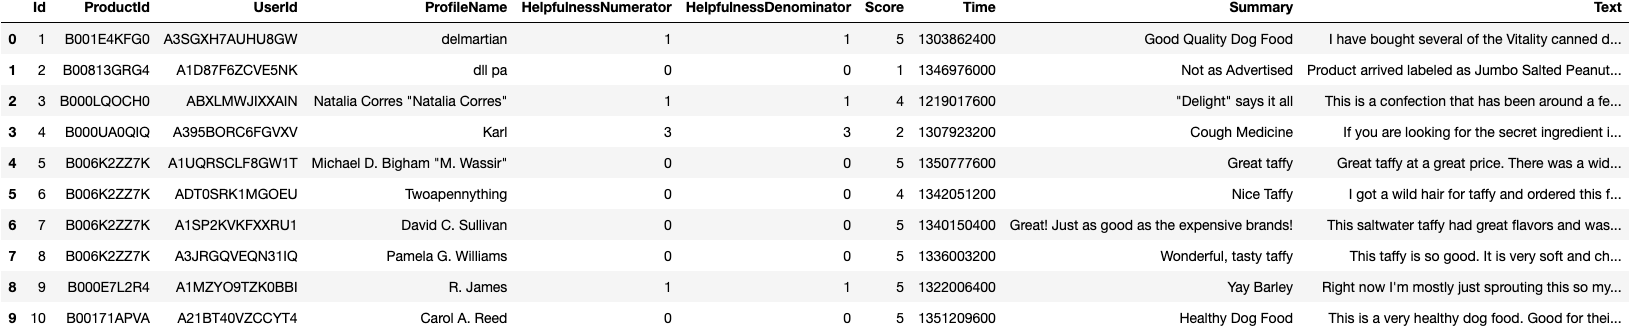 Id ProductId UserId ProfileName HelpfulnessNumerator HelpfulnessDenominator Score Time Summary Text
0 1 B001E4KFG0 A3SGXH7AUHU8GW delmartian 1 1 5 1303862400 Good Quality Dog Food I have bought several of the Vitality canned d...
1 2 B00813GRG4 A1D87F6ZCVE5NK dll pa 0 0 1 1346976000 Not as Advertised Product arrived labeled as Jumbo Salted Peanut...
2 3 B000LQOCH0 ABXLMWJIXXAIN Natalia Corres "Natalia Corres" 1 1 4 1219017600 "Delight" says it all This is a confection that has been around a fe...
3 4 B000UA0QIQ A395BORC6FGVXV Karl 3 3 2 1307923200 Cough Medicine If you are looking for the secret ingredient i...
4 5 B006K2ZZ7K A1UQRSCLF8GW1T Michael D. Bigham "M. Wassir" 0 0 5 1350777600 Great taffy Great taffy at a great price. There was a wid...
5 6 B006K2ZZ7K ADT0SRK1MGOEU Twoapennything 0 0 4 1342051200 Nice Taffy I got a wild hair for taffy and ordered this f...
6 7 B006K2ZZ7K A1SP2KVKFXXRU1 David C. Sullivan 0 0 5 1340150400 Great! Just as good as the expensive brands! This saltwater taffy had great flavors and was...
7 8 B006K2ZZ7K A3JRGQVEQN31IQ Pamela G. Williams 0 0 5 1336003200 Wonderful, tasty taffy This taffy is so good. It is very soft and ch...
8 9 B000E7L2R4 A1MZYO9TZK0BBI R. James 1 1 5 1322006400 Yay Barley Right now I'm mostly just sprouting this so my...
9 10 B00171APVA A21BT40VZCCYT4 Carol A. Reed 0 0 5 1351209600 Healthy Dog Food This is a very healthy dog food. Good for thei...